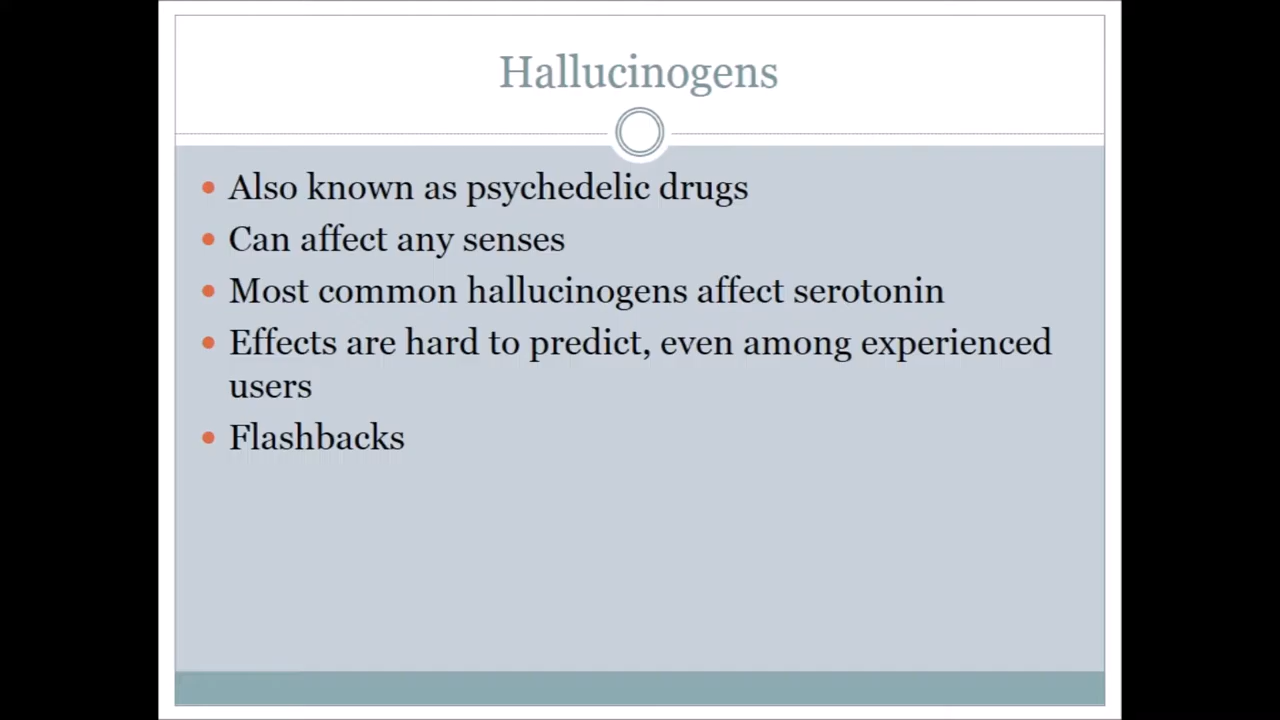 Hallucinogens
• Also known as psychedelic drugs
• Can affect any senses
• Most common hallucinogens affect serotonin
• Effects are hard to predict, even among experienced
users
• Flashbacks